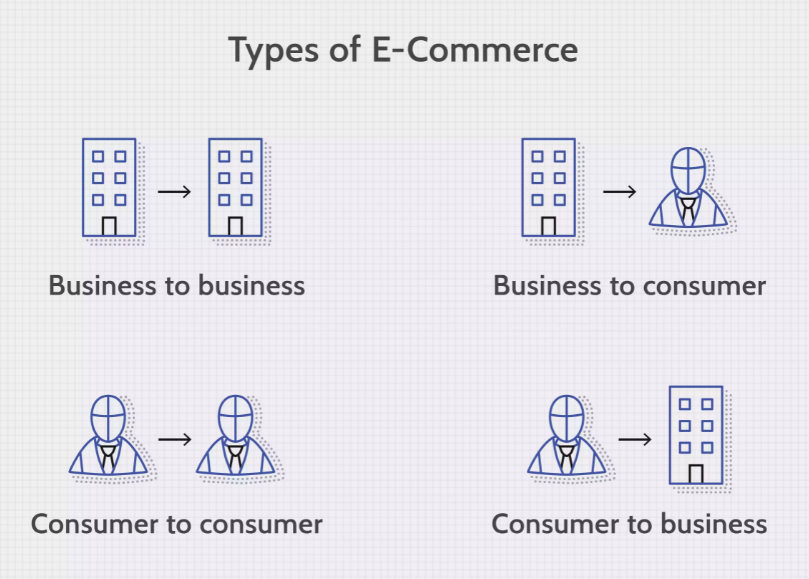 Types of E-Commerce
Business to business
Business to consumer
Consumer to consumer
Consumer to business